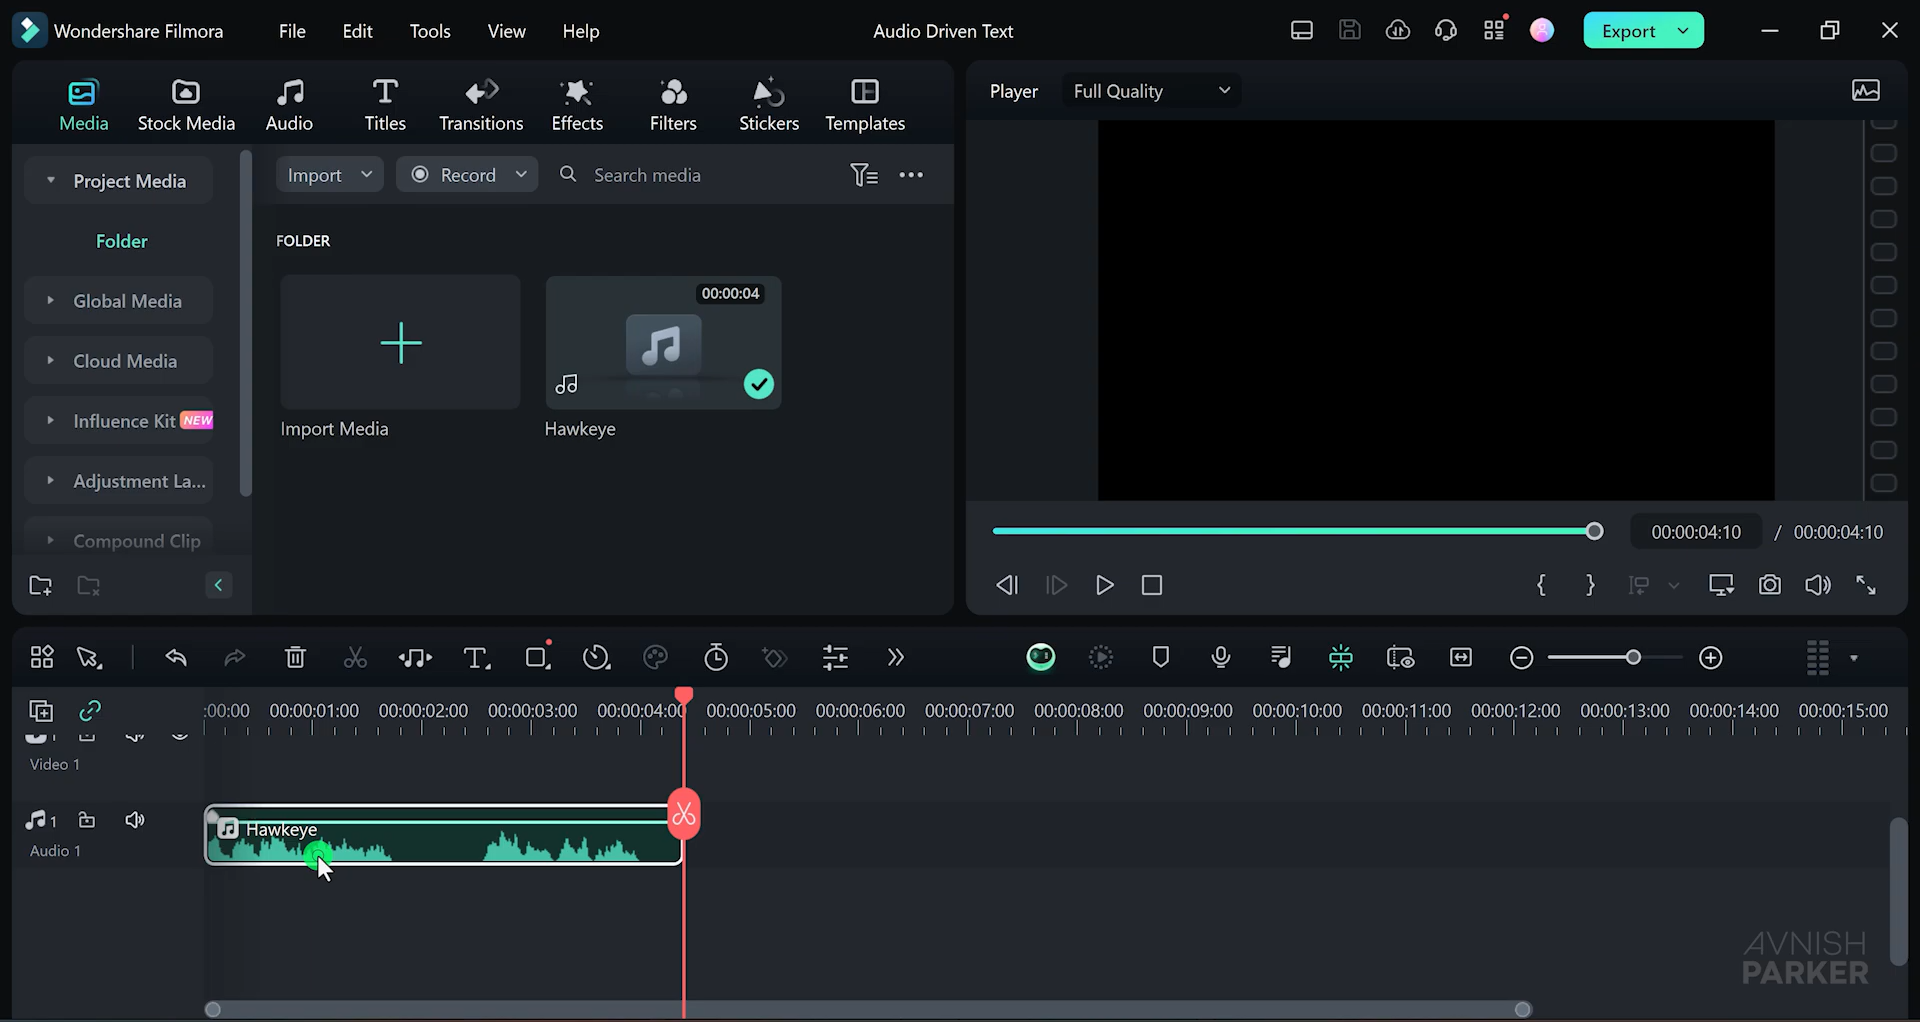 Wondershare Filmora
File
Edit
Tools
View
Help
Audio Driven Text
Export
Media
Stock Media
Audio
Titles
Transitions
Effects
Filters
Stickers
Templates
Player
Full Quality
Project Media
Folder
Global Media
Cloud Media
Influence Kit NEW
Adjustment La...
Compound Clip
Import
Record
Search media
FOLDER
00:00:04
Import Media
Hawkeye
00:00:04:10 / 00:00:04:10
:00:00 00:00:01:00 00:00:02:00 00:00:03:00 00:00:04:00 00:00:05:00 00:00:06:00 00:00:07:00 00:00:08:00 00:00:09:00 00:00:10:00 00:00:11:00 00:00:12:00 00:00:13:00 00:00:14:00 00:00:15:00
Video 1
1
Hawkeye
Audio 1
AVNISH
PARKER